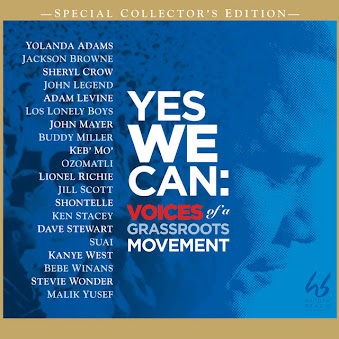 —SPECIAL COLLECTOR'S EDITION—
YOLANDA ADAMS
JACKSON BROWNE
SHERYL CROW
JOHN LEGEND
ADAM LEVINE
LOS LONELY BOYS
JOHN MAYER
BUDDY MILLER
KEB' MO'
OZOMATLI
LIONEL RICHIE
JILL SCOTT
SHONTELLE
KEN STACEY
DAVE STEWART
SUAI
KANYE WEST
BEBE WINANS
STEVIE WONDER
MALIK YUSEF
YES
WE
CAN:
VOICES of a
GRASSROOTS
MOVEMENT